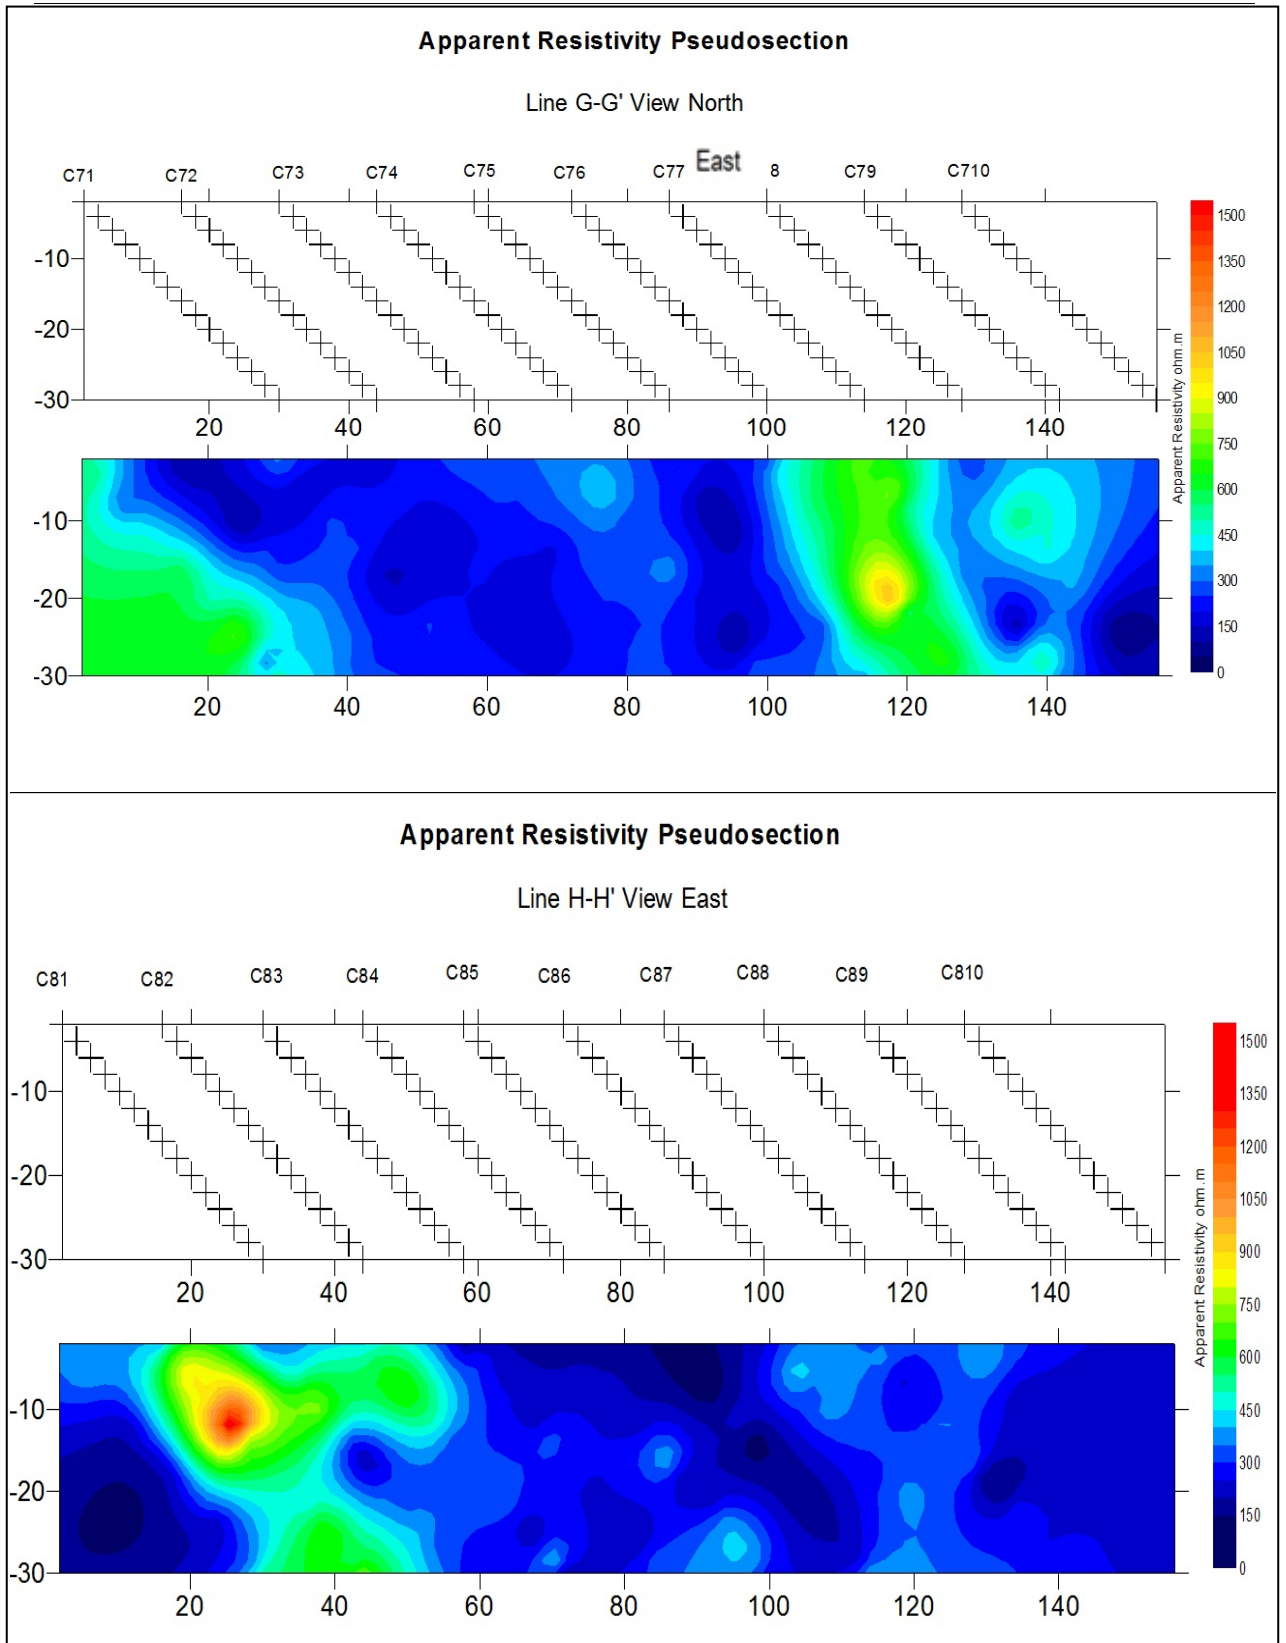 Apparent Resistivity Pseudosection
Line G-G' View North
C71 C72 C73 C74 C75 C76 C77 East 8 C79 C710
-10
-20
-30
20 40 60 80 100 120 140
-10
-20
-30
20 40 60 80 100 120 140
Apparent Resistivity ohm.m
1500
1350
1200
1050
900
750
600
450
300
150
0
Apparent Resistivity Pseudosection
Line H-H' View East
C81 C82 C83 C84 C85 C86 C87 C88 C89 C810
-10
-20
-30
20 40 60 80 100 120 140
-10
-20
-30
20 40 60 80 100 120 140
Apparent Resistivity ohm.m
1500
1350
1200
1050
900
750
600
450
300
150
0